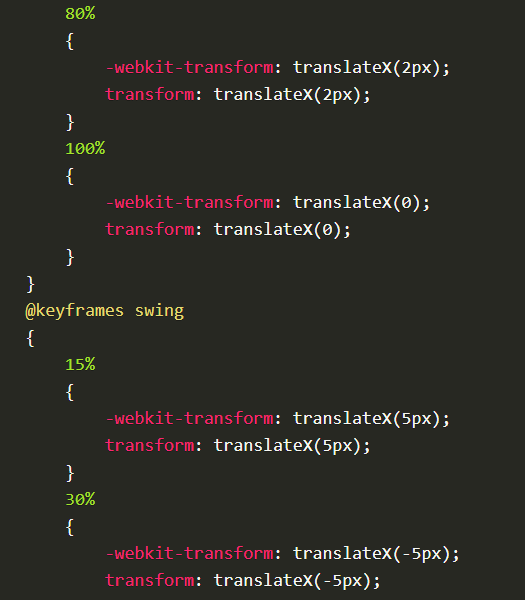 80%
{
-webkit-transform: translateX(2px);
transform: translateX(2px);
}
100%
{
-webkit-transform: translateX(0);
transform: translateX(0);
}
}
@keyframes swing
{
15%
{
-webkit-transform: translateX(5px);
transform: translateX(5px);
}
30%
{
-webkit-transform: translateX(-5px);
transform: translateX(-5px);